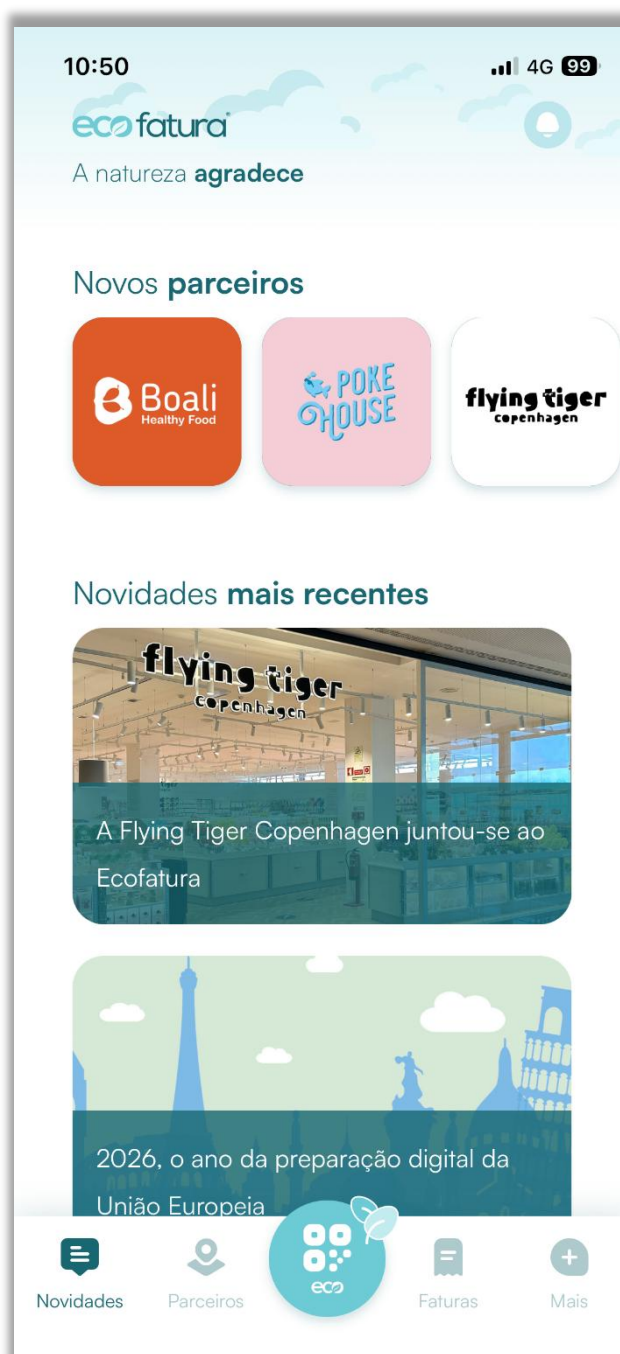 10:50
4G 99
ecofatura
A natureza agradece
Novos parceiros
Boali
Healthy Food
POKE
HOUSE
flying tiger
copenhagen
Novidades mais recentes
flying tiger
copenhagen
A Flying Tiger Copenhagen juntou-se ao
Ecofatura
2026, o ano da preparação digital da
União Europeia
eco
Novidades
Parceiros
Faturas
Mais